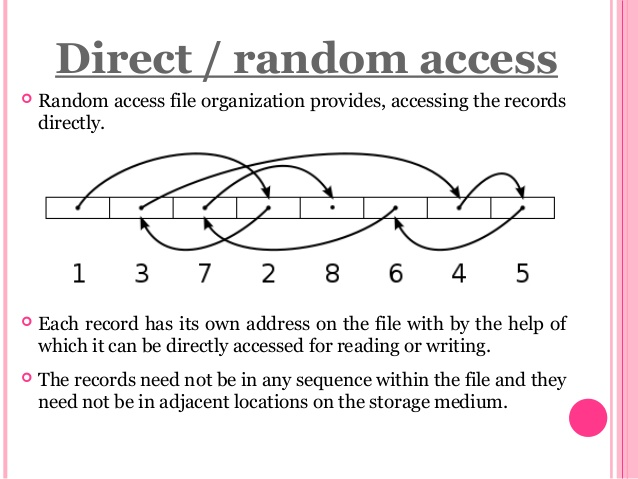 Direct / random access
Random access file organization provides, accessing the records
directly.
1 3 7 2 8 6 4 5
Each record has its own address on the file with by the help of
which it can be directly accessed for reading or writing.
The records need not be in any sequence within the file and they
need not be in adjacent locations on the storage medium.